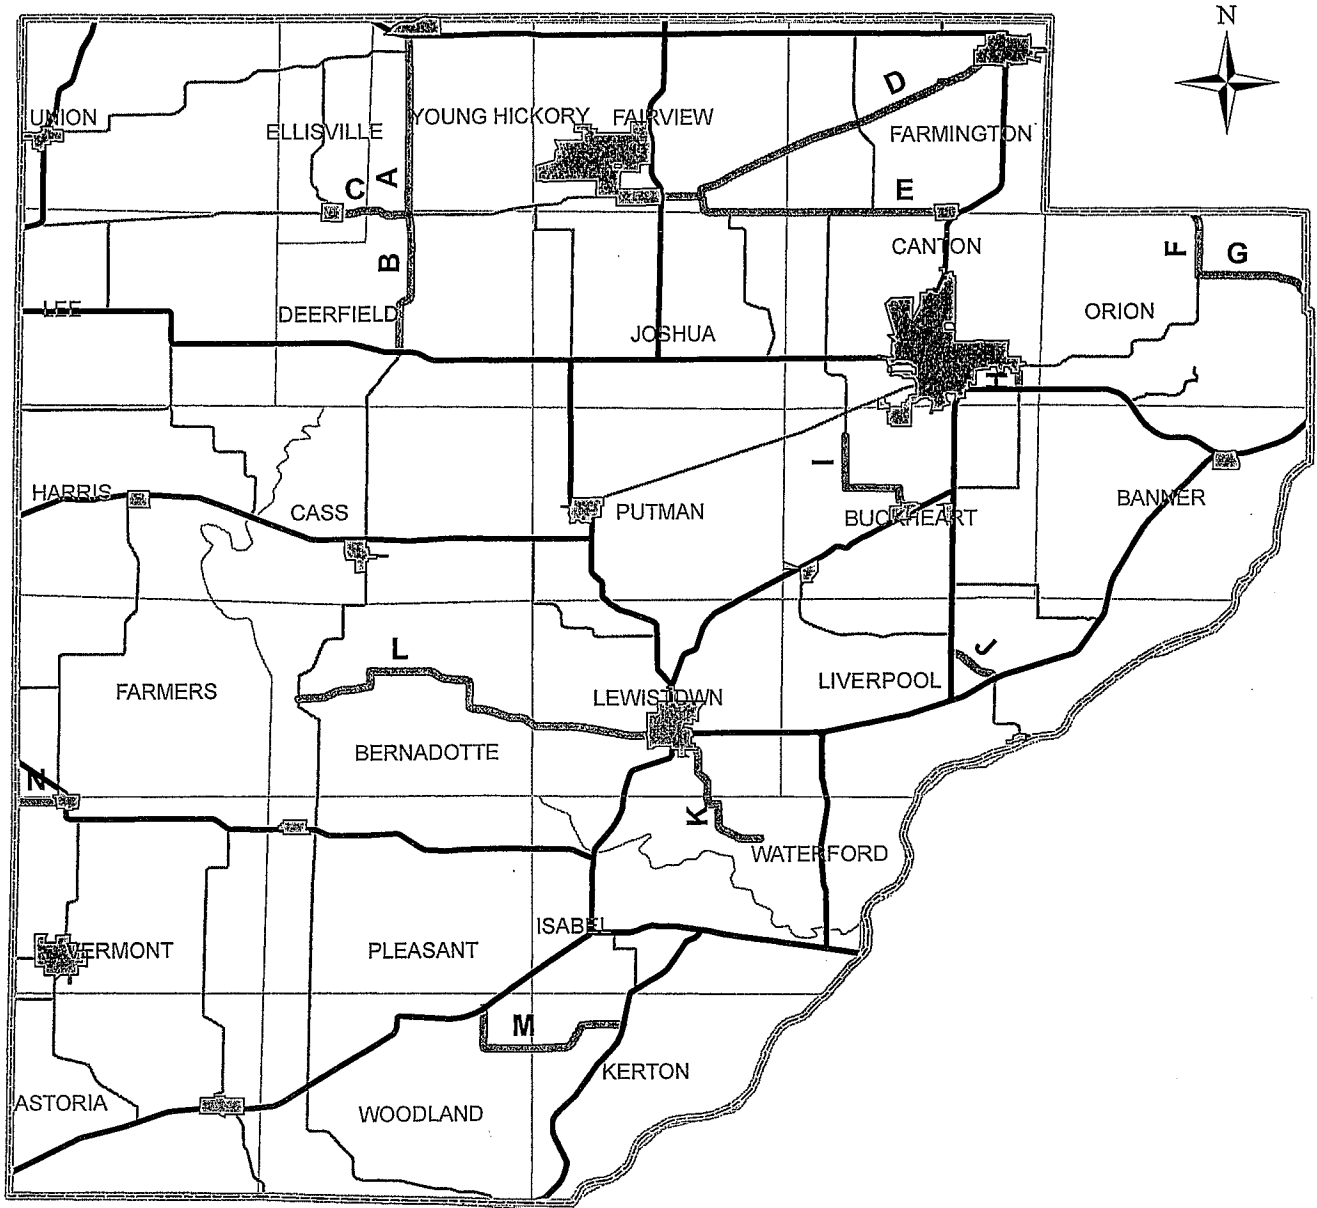 N
D
UNION
YOUNG HICKORY
FAIRVIEW
ELLISVILLE
FARMINGTON
A
C
E
CANTON
F
G
B
LEE
DEERFIELD
ORION
JOSHUA
H
I
HARRIS
CASS
PUTMAN
BUCKHEART
BANNER
L
J
FARMERS
LEWISTOWN
LIVERPOOL
BERNADOTTE
N
K
WATERFORD
ISABEL
VERMONT
PLEASANT
M
KERTON
ASTORIA
WOODLAND